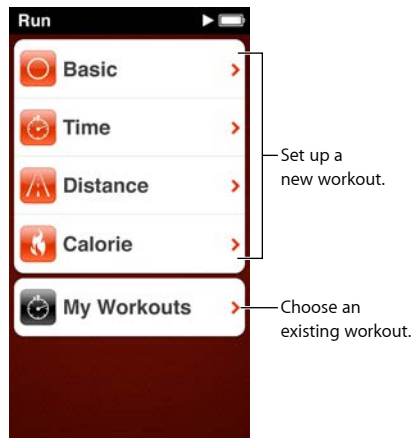 Run
Basic
Time
Distance
Calorie
My Workouts
Set up a
new workout.
Choose an
existing workout.